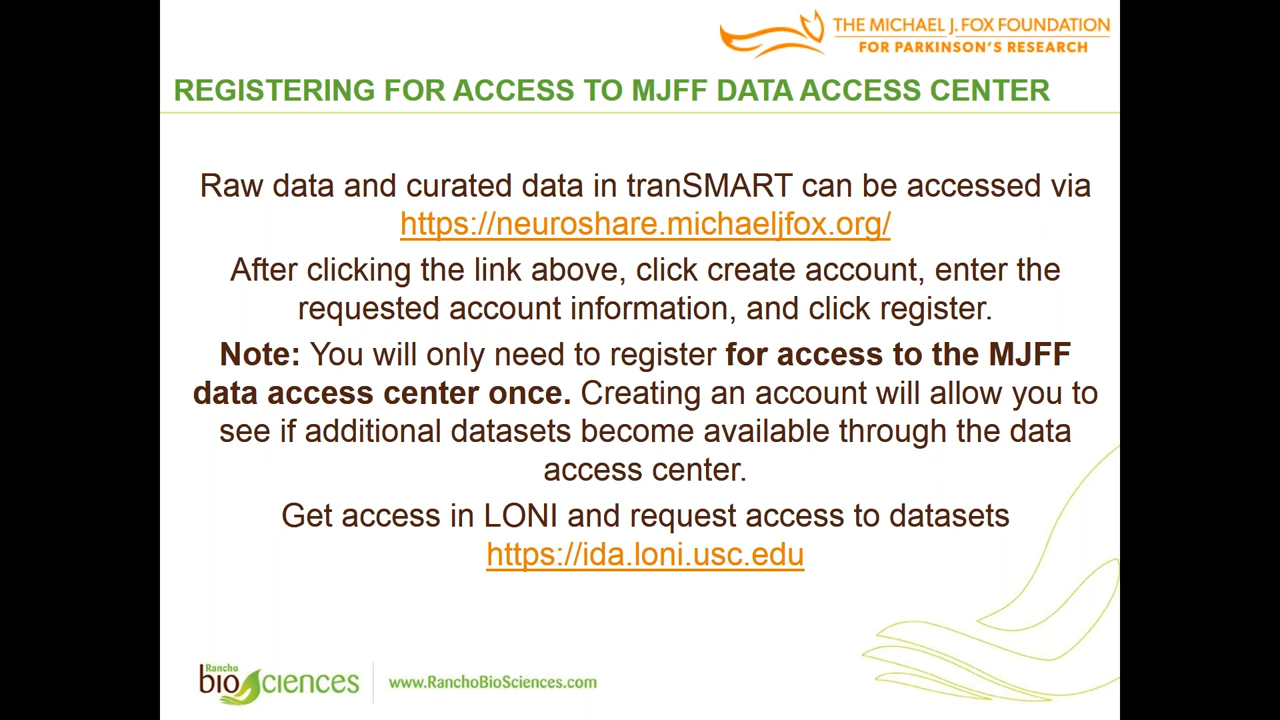 THE MICHAEL J. FOX FOUNDATION
FOR PARKINSON'S RESEARCH
REGISTERING FOR ACCESS TO MJFF DATA ACCESS CENTER
Raw data and curated data in tranSMART can be accessed via
https://neuroshare.michaeljfox.org/
After clicking the link above, click create account, enter the
requested account information, and click register.
Note: You will only need to register for access to the MJFF
data access center once. Creating an account will allow you to
see if additional datasets become available through the data
access center.
Get access in LONI and request access to datasets
https://ida.loni.usc.edu
Rancho
bioSciences
www.RanchoBioSciences.com